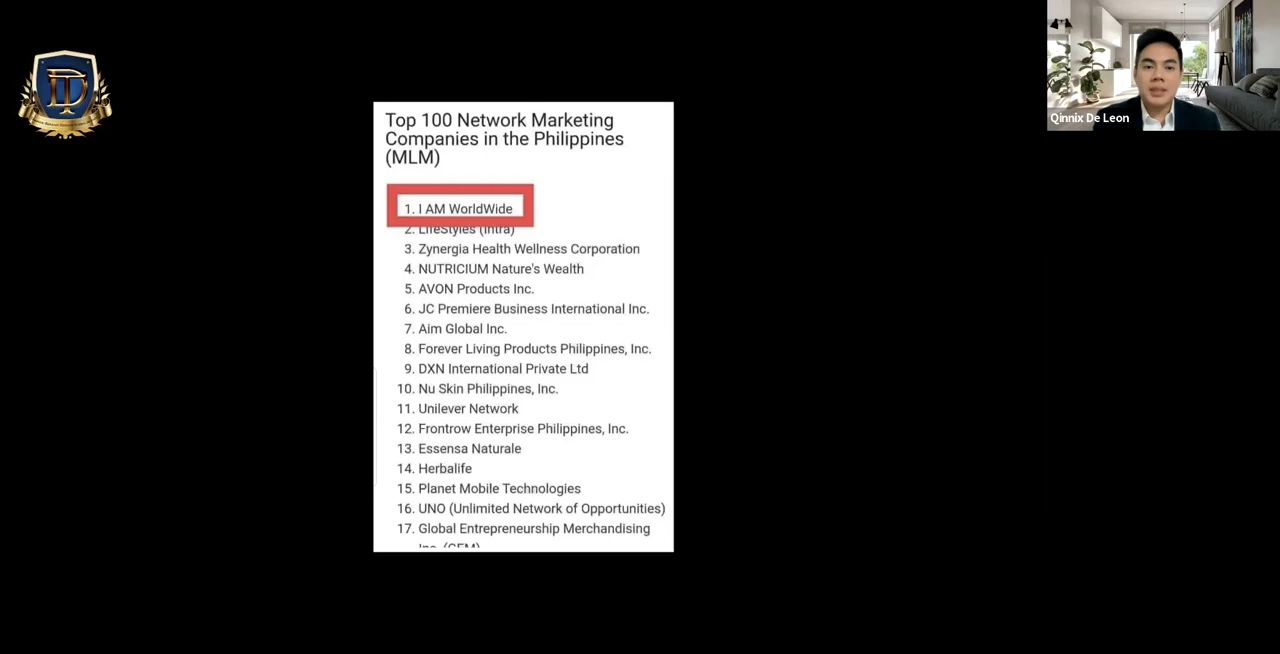 Qinnix De Leon
Top 100 Network Marketing
Companies in the Philippines
(MLM)
1. I AM WorldWide
2. LifeStyles (Intra)
3. Zynergia Health Wellness Corporation
4. NUTRICIUM Nature's Wealth
5. AVON Products Inc.
6. JC Premiere Business International Inc.
7. Aim Global Inc.
8. Forever Living Products Philippines, Inc.
9. DXN International Private Ltd
10. Nu Skin Philippines, Inc.
11. Unilever Network
12. Frontrow Enterprise Philippines, Inc.
13. Essensa Naturale
14. Herbalife
15. Planet Mobile Technologies
16. UNO (Unlimited Network of Opportunities)
17. Global Entrepreneurship Merchandising
Inc. (GEM)